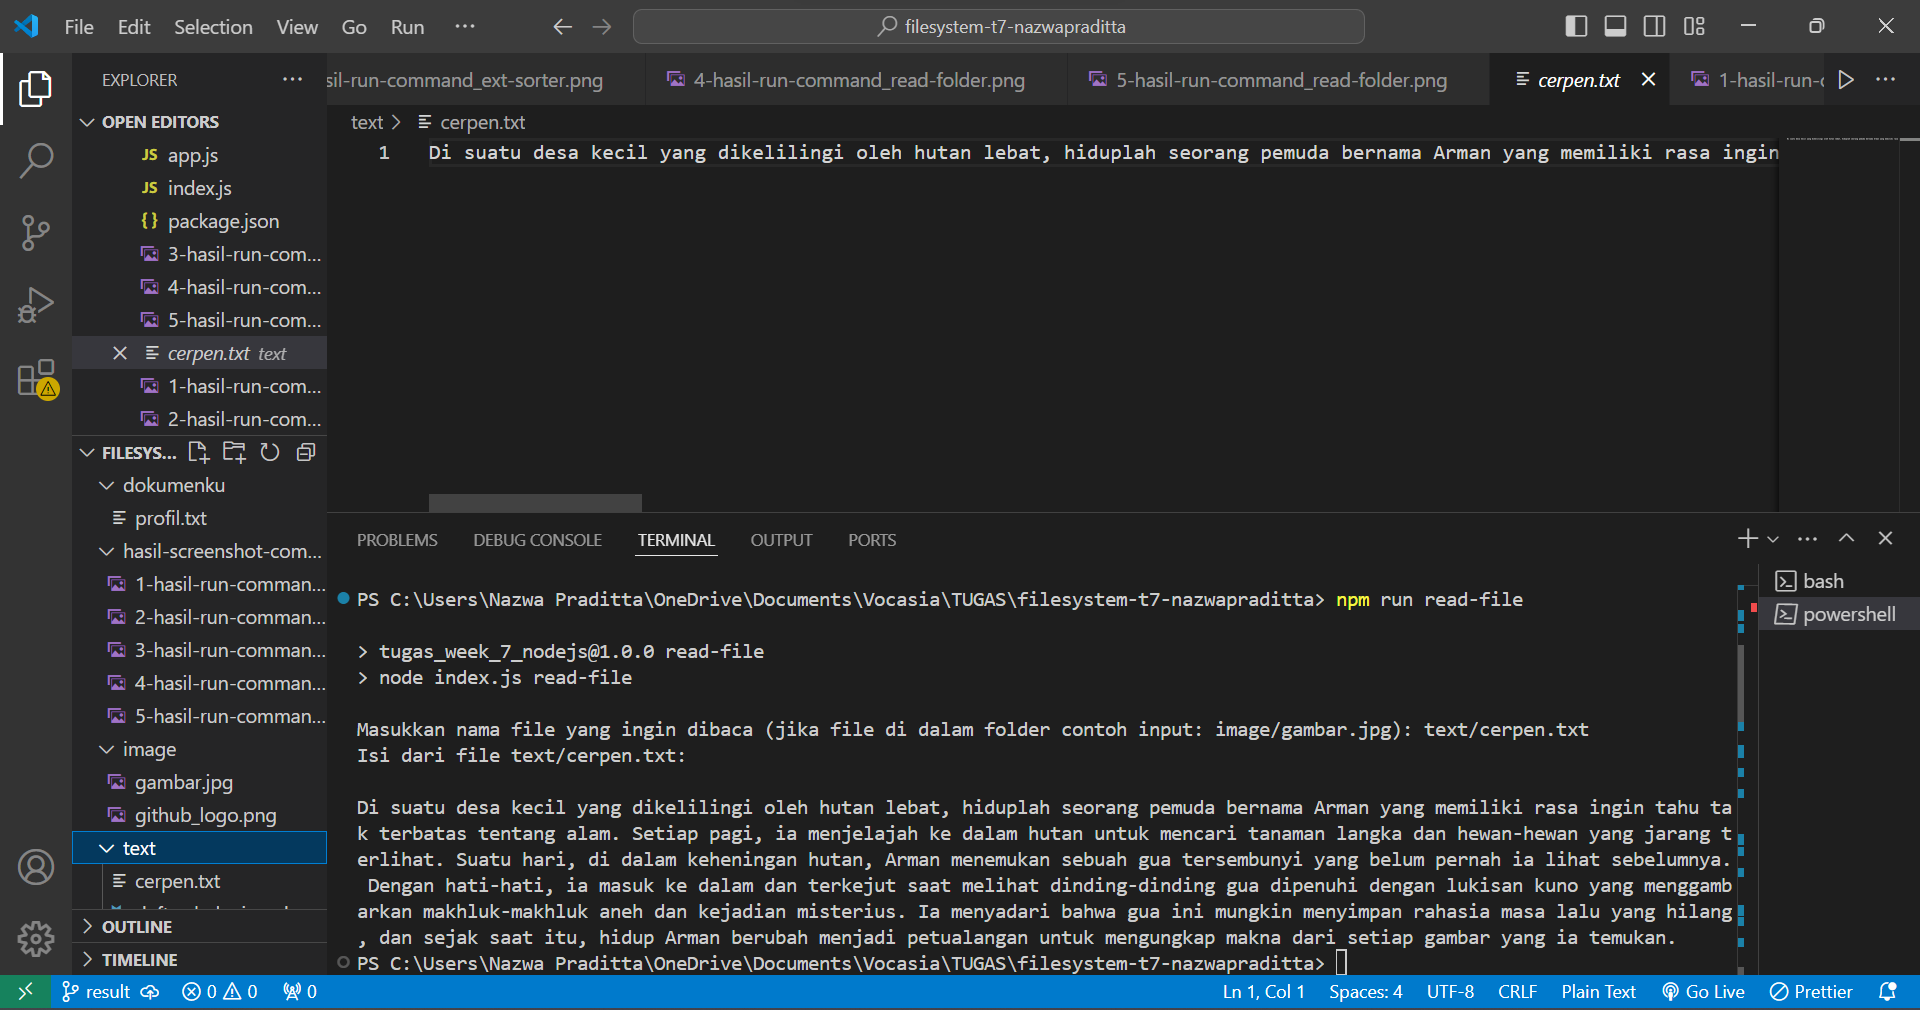 File Edit Selection View Go Run ···
filesystem-t7-nazwapraditta
EXPLORER
OPEN EDITORS
JS app.js
JS index.js
{} package.json
3-hasil-run-com...
4-hasil-run-com...
5-hasil-run-com...
cerpen.txt text
1-hasil-run-com...
2-hasil-run-com...
FILESYS...
dokumenku
profil.txt
hasil-screenshot-com...
1-hasil-run-comman...
2-hasil-run-comman...
3-hasil-run-comman...
4-hasil-run-comman...
5-hasil-run-comman...
image
gambar.jpg
github_logo.png
text
cerpen.txt
OUTLINE
TIMELINE
sil-run-command_ext-sorter.png 4-hasil-run-command_read-folder.png 5-hasil-run-command_read-folder.png cerpen.txt 1-hasil-run-
text > cerpen.txt
1 Di suatu desa kecil yang dikelilingi oleh hutan lebat, hiduplah seorang pemuda bernama Arman yang memiliki rasa ingin
PROBLEMS DEBUG CONSOLE TERMINAL OUTPUT PORTS
bash
powershell
PS C:\Users\Nazwa Praditta\OneDrive\Documents\Vocasia\TUGAS\filesystem-t7-nazwapraditta> npm run read-file
> tugas_week_7_nodejs@1.0.0 read-file
> node index.js read-file
Masukkan nama file yang ingin dibaca (jika file di dalam folder contoh input: image/gambar.jpg): text/cerpen.txt
Isi dari file text/cerpen.txt:
Di suatu desa kecil yang dikelilingi oleh hutan lebat, hiduplah seorang pemuda bernama Arman yang memiliki rasa ingin tahu ta
k terbatas tentang alam. Setiap pagi, ia menjelajah ke dalam hutan untuk mencari tanaman langka dan hewan-hewan yang jarang t
erlihat. Suatu hari, di dalam keheningan hutan, Arman menemukan sebuah gua tersembunyi yang belum pernah ia lihat sebelumnya.
Dengan hati-hati, ia masuk ke dalam dan terkejut saat melihat dinding-dinding gua dipenuhi dengan lukisan kuno yang menggamb
arkan makhluk-makhluk aneh dan kejadian misterius. Ia menyadari bahwa gua ini mungkin menyimpan rahasia masa lalu yang hilang
, dan sejak saat itu, hidup Arman berubah menjadi petualangan untuk mengungkap makna dari setiap gambar yang ia temukan.
PS C:\Users\Nazwa Praditta\OneDrive\Documents\Vocasia\TUGAS\filesystem-t7-nazwapraditta>
result 0 0 0 Ln 1, Col 1 Spaces: 4 UTF-8 CRLF Plain Text Go Live Prettier